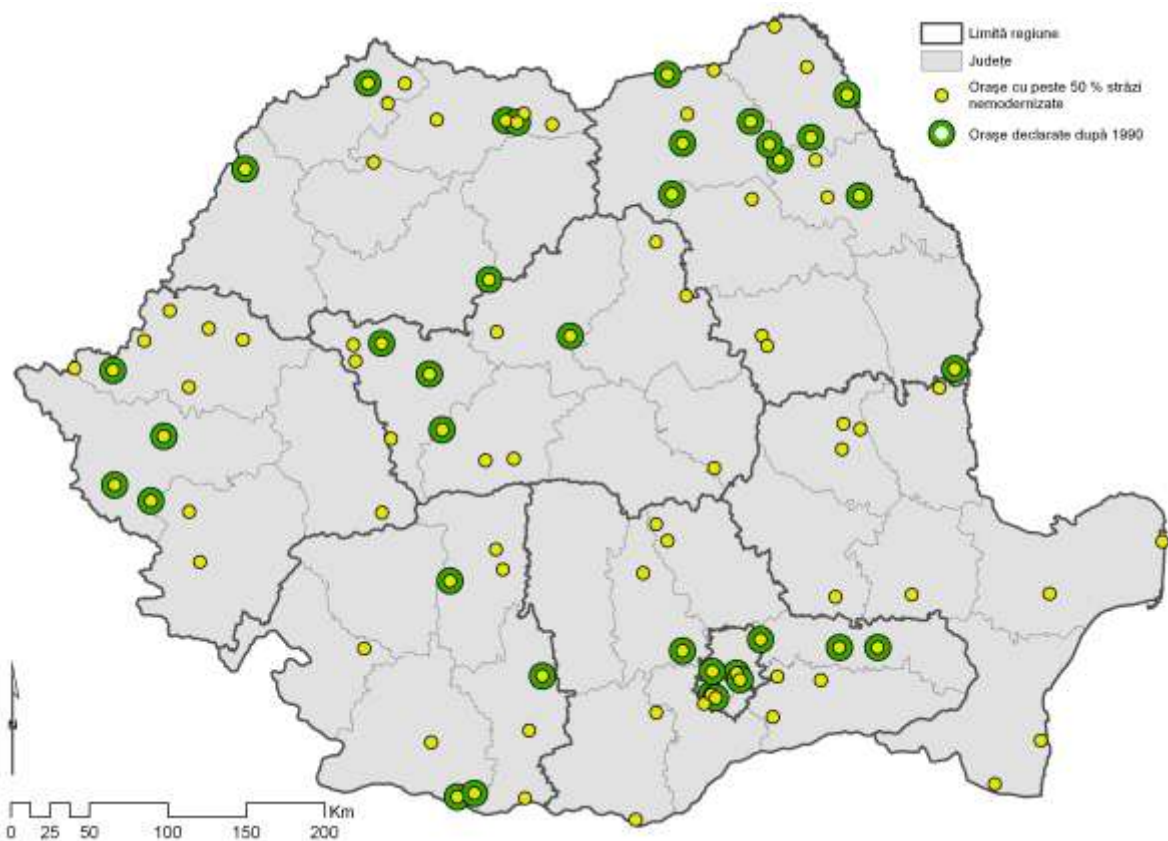 Limită regiune
Județe
Orașe cu peste 50 % străzi
nemodernizate
Orașe declarate după 1990
Km
0 25 50 100 150 200